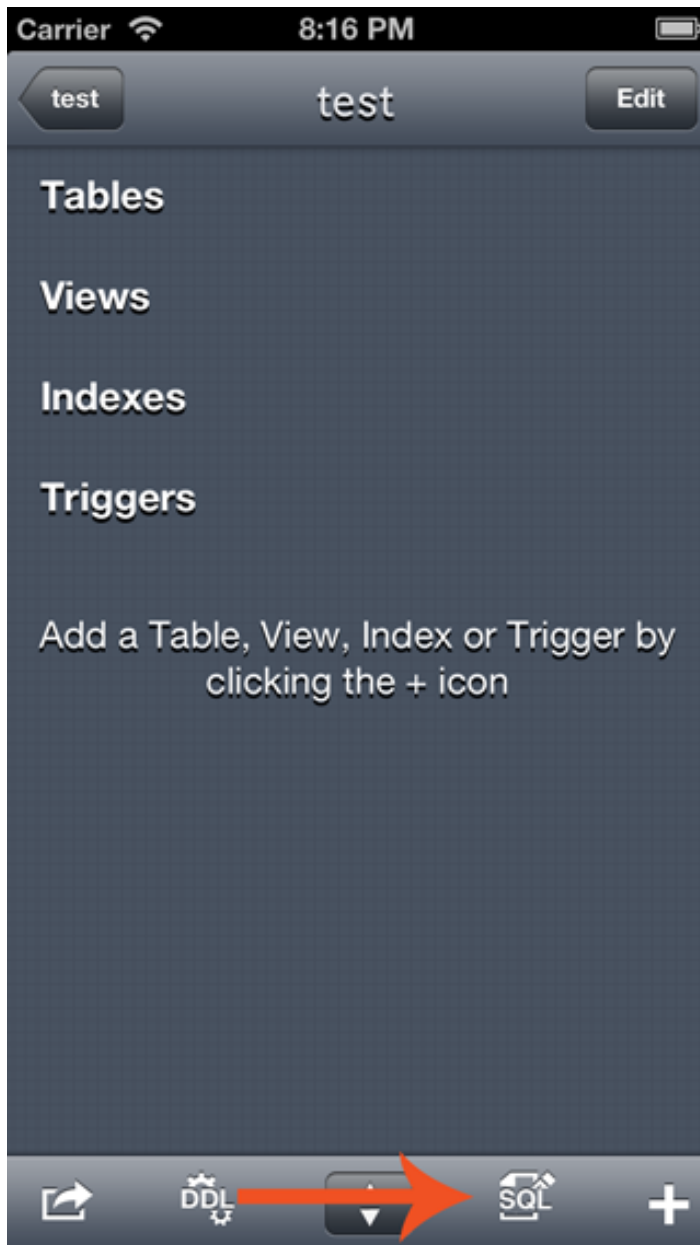 Carrier 8:16 PM
test test Edit
Tables
Views
Indexes
Triggers
Add a Table, View, Index or Trigger by
clicking the + icon
DDL SQL +